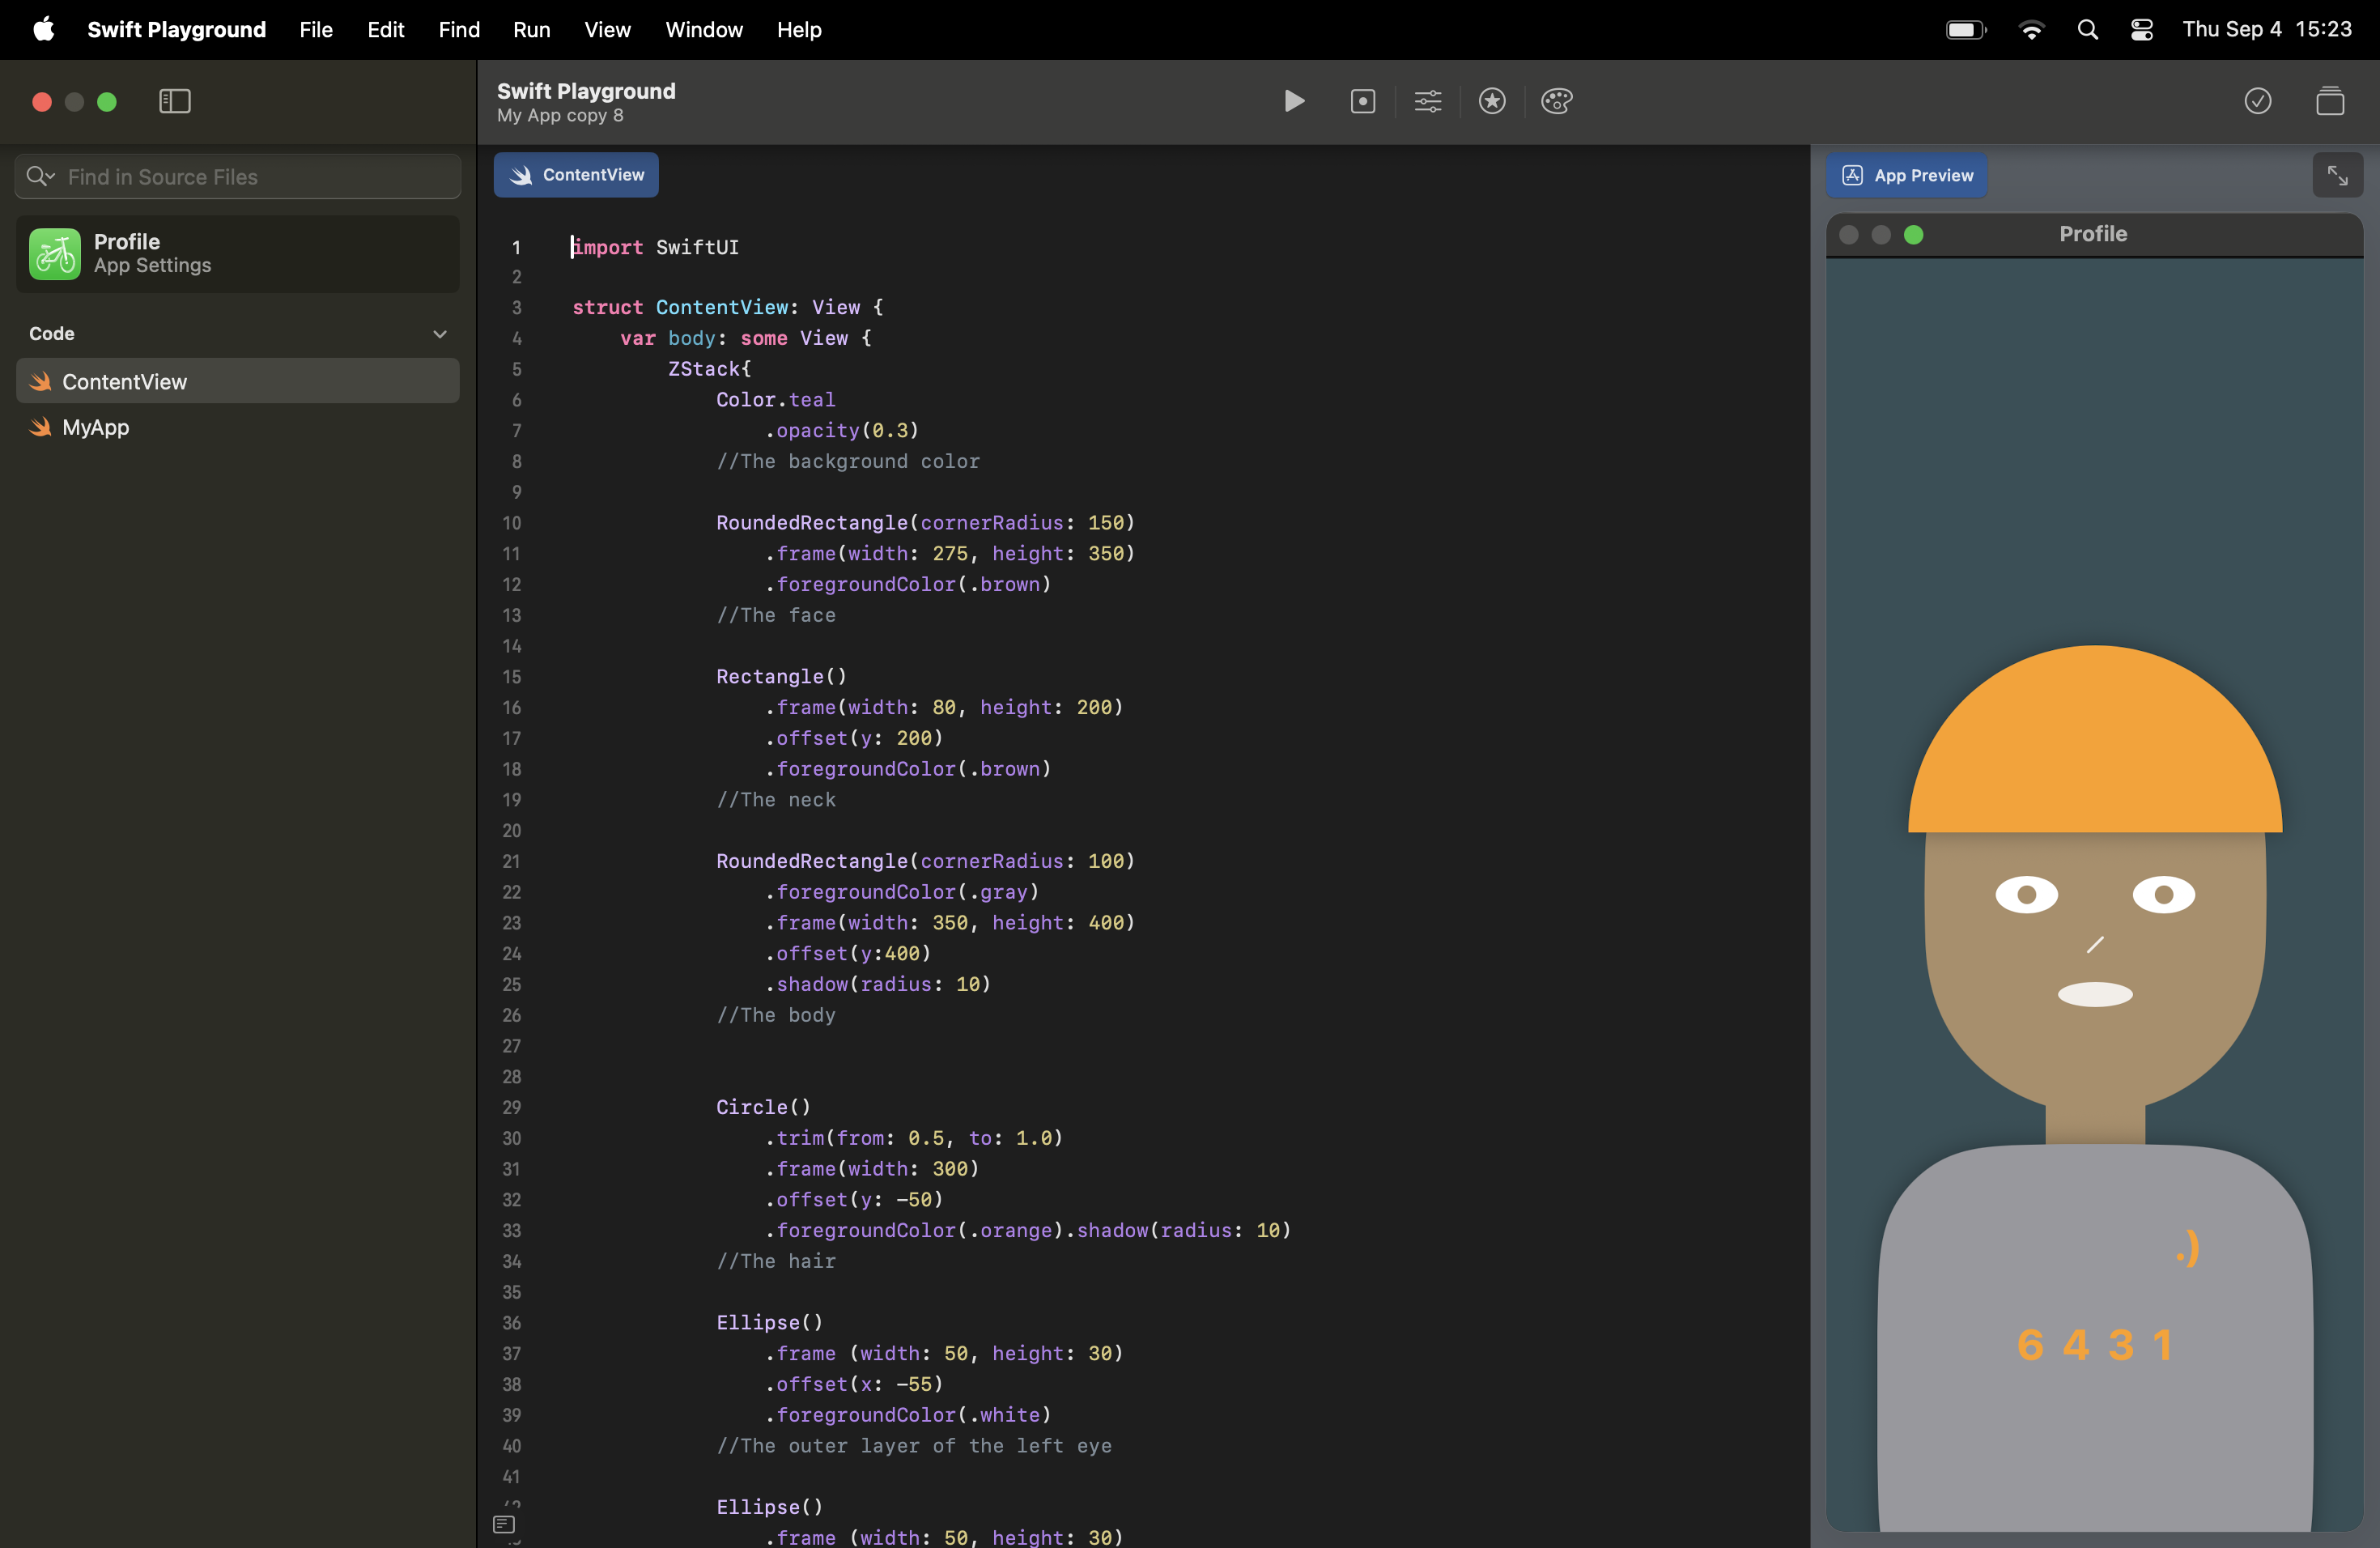 Swift Playground File Edit Find Run View Window Help Thu Sep 4 15:23
Swift Playground
My App copy 8
Find in Source Files
Profile
App Settings
Code
ContentView
MyApp
ContentView
1 import SwiftUI
2
3 struct ContentView: View {
4 var body: some View {
5 ZStack{
6 Color.teal
7 .opacity(0.3)
8 //The background color
9
10 RoundedRectangle(cornerRadius: 150)
11 .frame(width: 275, height: 350)
12 .foregroundColor(.brown)
13 //The face
14
15 Rectangle()
16 .frame(width: 80, height: 200)
17 .offset(y: 200)
18 .foregroundColor(.brown)
19 //The neck
20
21 RoundedRectangle(cornerRadius: 100)
22 .foregroundColor(.gray)
23 .frame(width: 350, height: 400)
24 .offset(y:400)
25 .shadow(radius: 10)
26 //The body
27
28
29 Circle()
30 .trim(from: 0.5, to: 1.0)
31 .frame(width: 300)
32 .offset(y: -50)
33 .foregroundColor(.orange).shadow(radius: 10)
34 //The hair
35
36 Ellipse()
37 .frame (width: 50, height: 30)
38 .offset(x: -55)
39 .foregroundColor(.white)
40 //The outer layer of the left eye
41
Ellipse()
.frame (width: 50, height: 30)
App Preview
Profile
.)
6 4 3 1